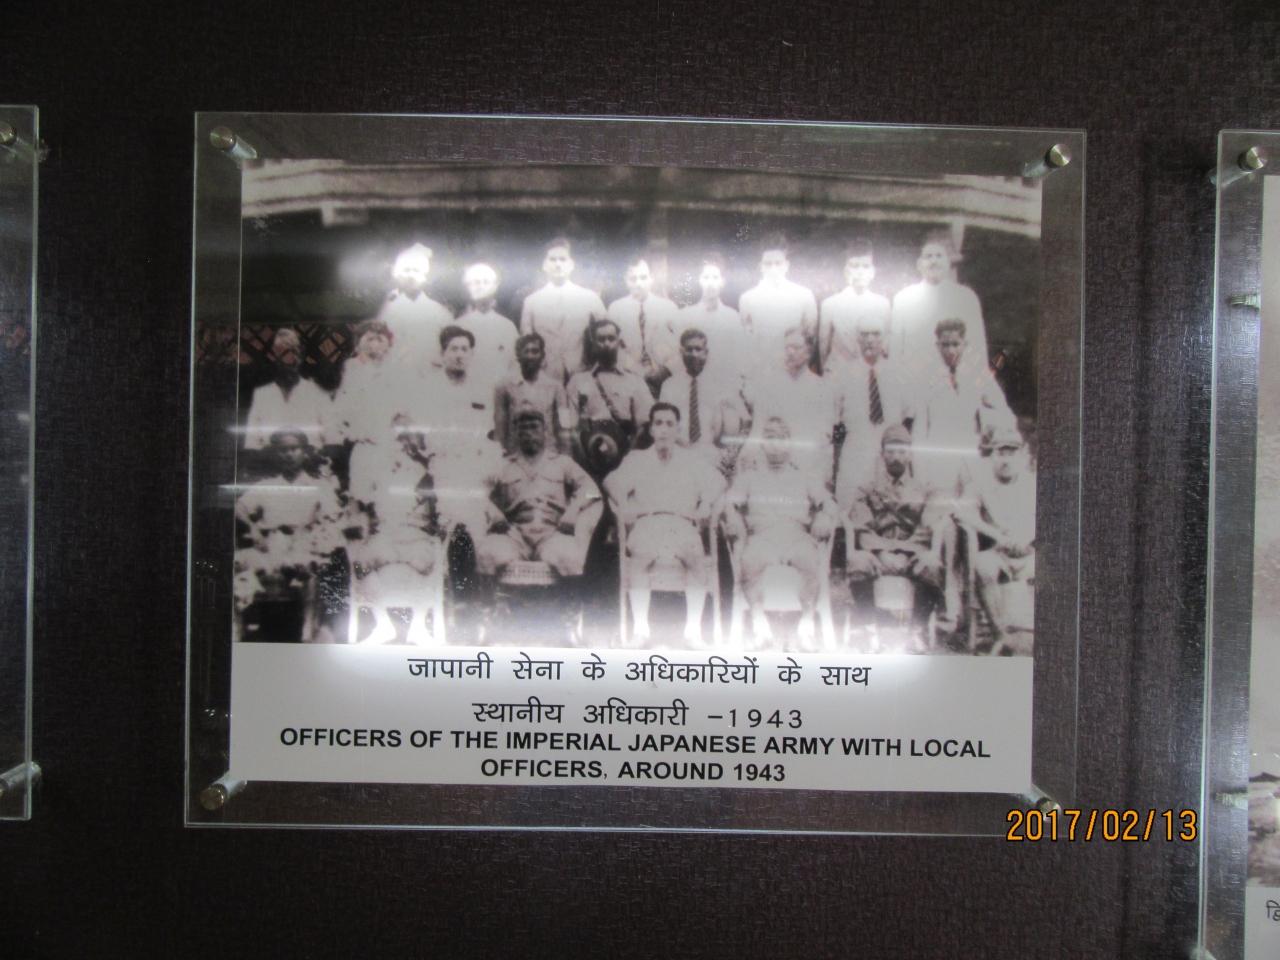 जापानी सेना के अधिकारियों के साथ
स्थानीय अधिकारी -1943
OFFICERS OF THE IMPERIAL JAPANESE ARMY WITH LOCAL
OFFICERS, AROUND 1943
2017/02/13